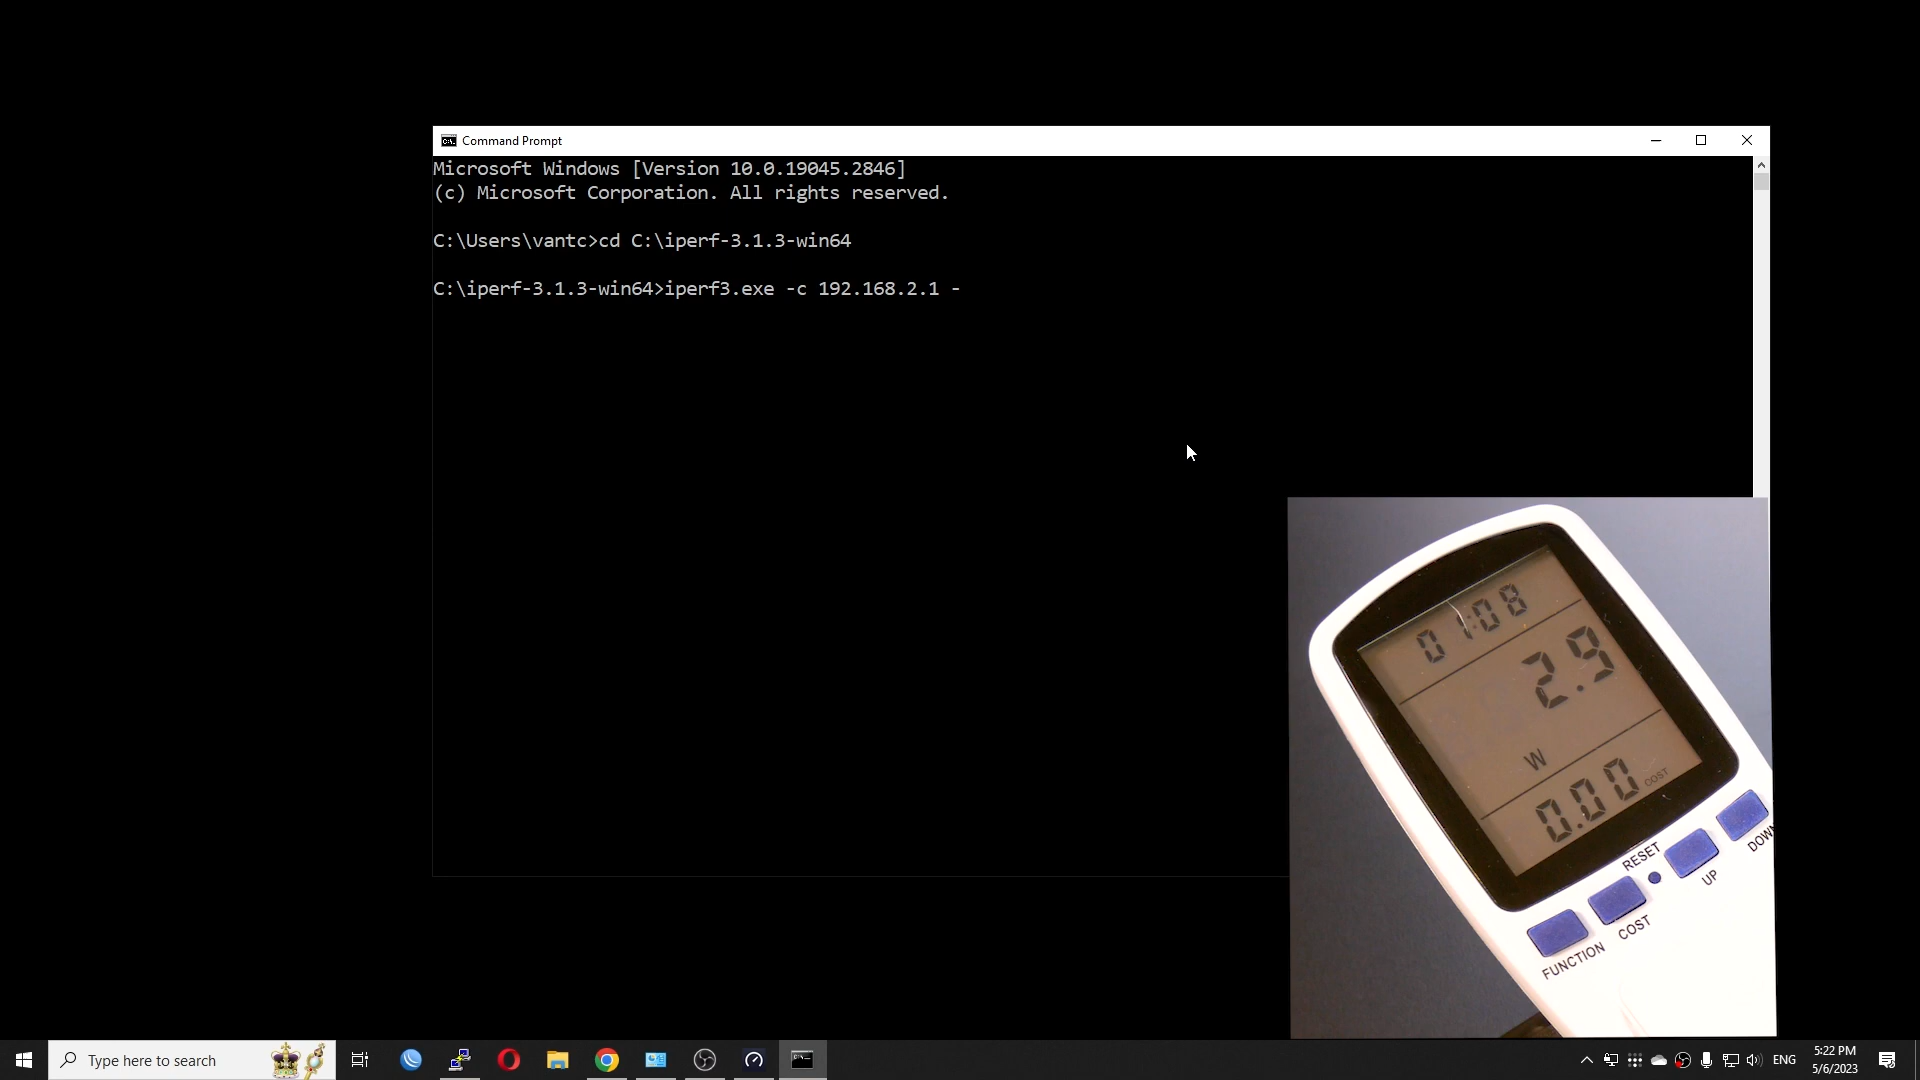 Command Prompt
Microsoft Windows [Version 10.0.19045.2846]
(c) Microsoft Corporation. All rights reserved.
C:\Users\vantc>cd C:\iperf-3.1.3-win64
C:\iperf-3.1.3-win64>iperf3.exe -c 192.168.2.1 -
01:08
2.9
W
0.00 COST
RESET
DOWN
UP
COST
FUNCTION
Type here to search
ENG
5:22 PM
5/6/2023